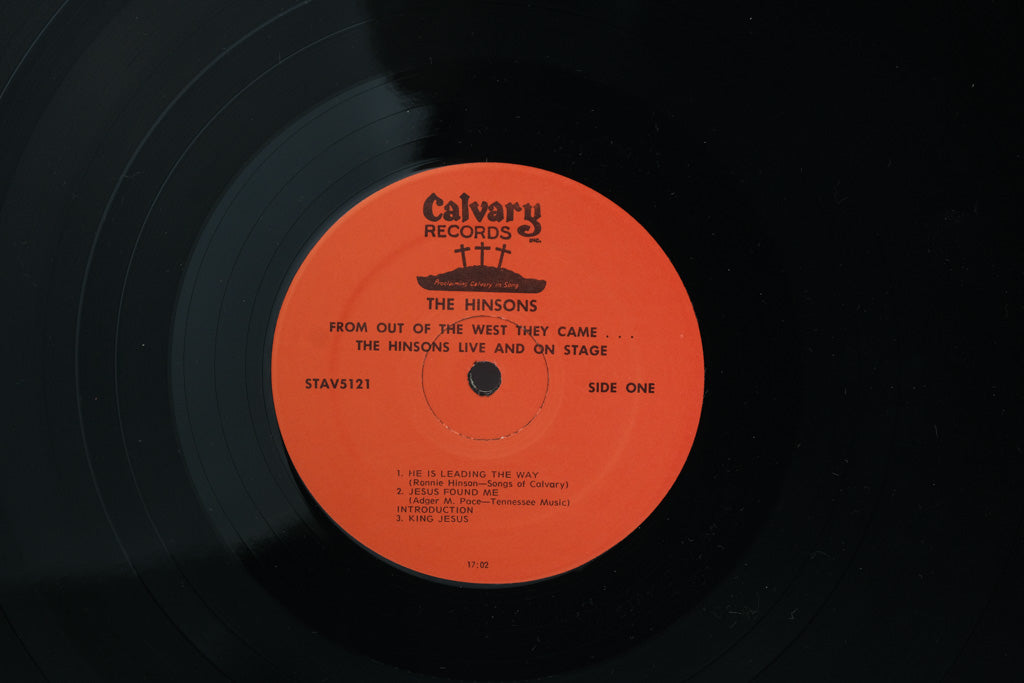 Calvary
RECORDS INC.
Proclaiming Calvary in Song
THE HINSONS
FROM OUT OF THE WEST THEY CAME . . .
THE HINSONS LIVE AND ON STAGE
STAV5121 SIDE ONE
1. HE IS LEADING THE WAY
(Ronnie Hinson—Songs of Calvary)
2. JESUS FOUND ME
(Adger M. Pace—Tennessee Music)
INTRODUCTION
3. KING JESUS
17:02